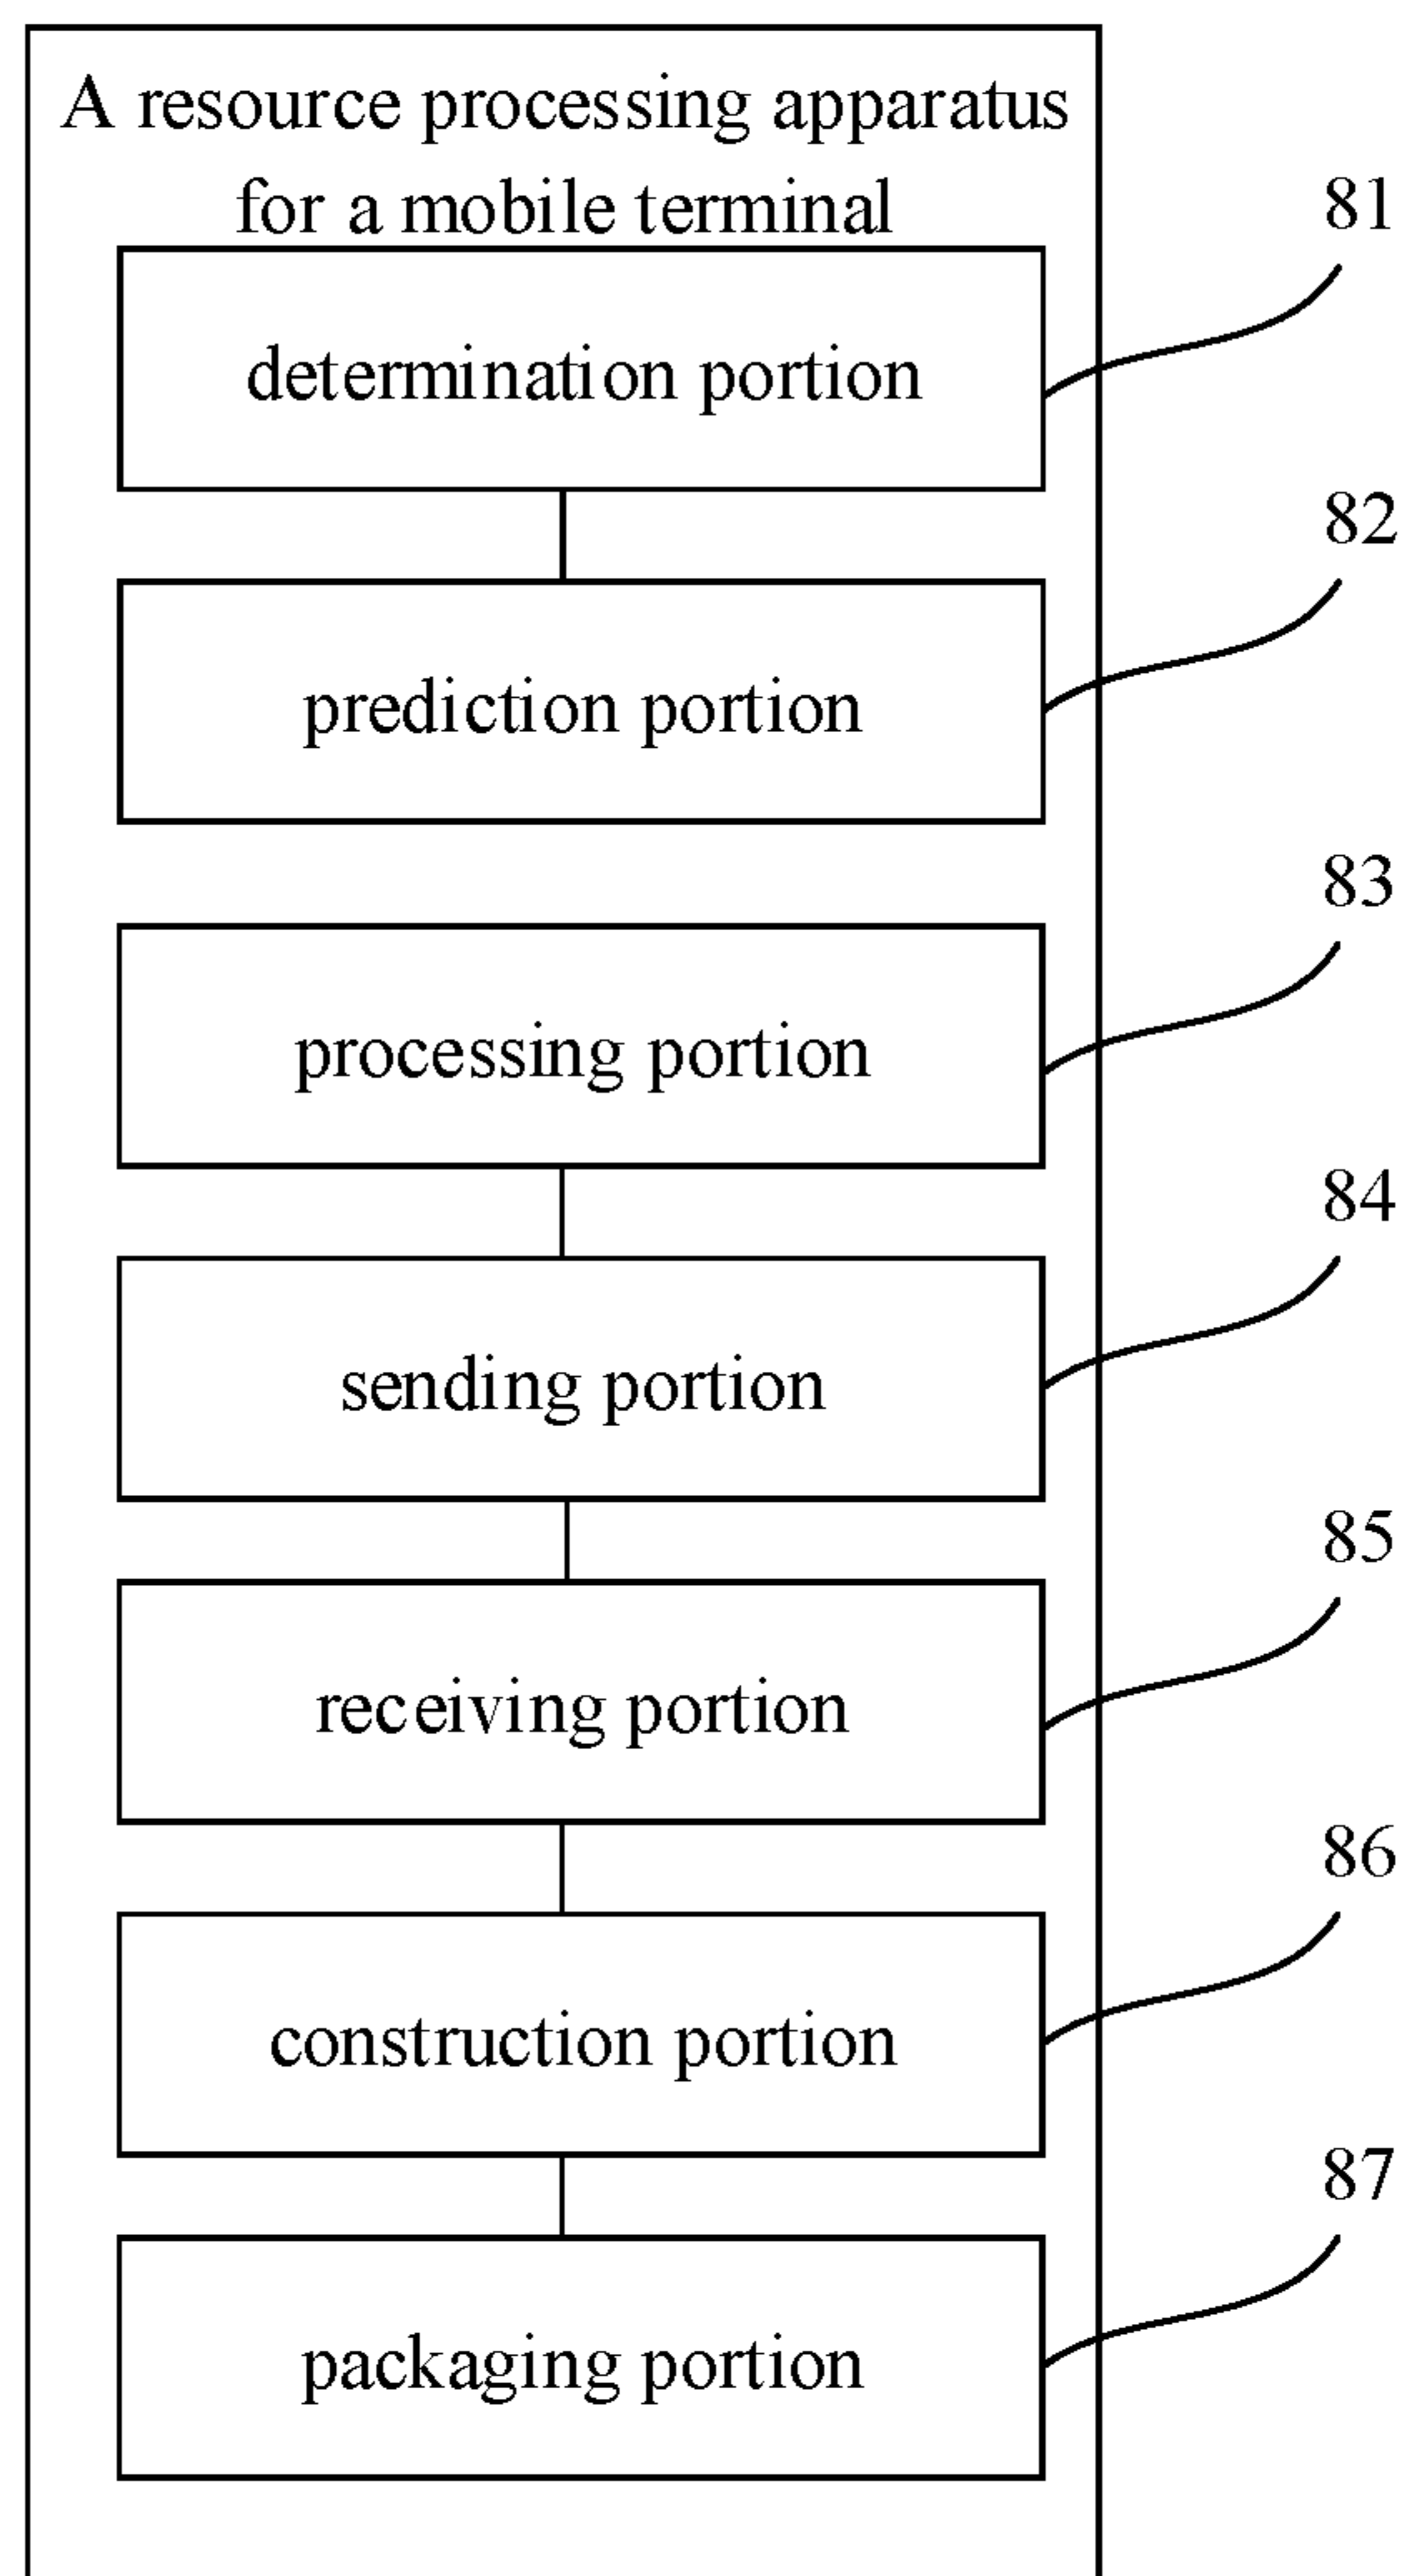 A resource processing apparatus
for a mobile terminal
81
determination portion
82
prediction portion
83
processing portion
84
sending portion
85
receiving portion
86
construction portion
87
packaging portion